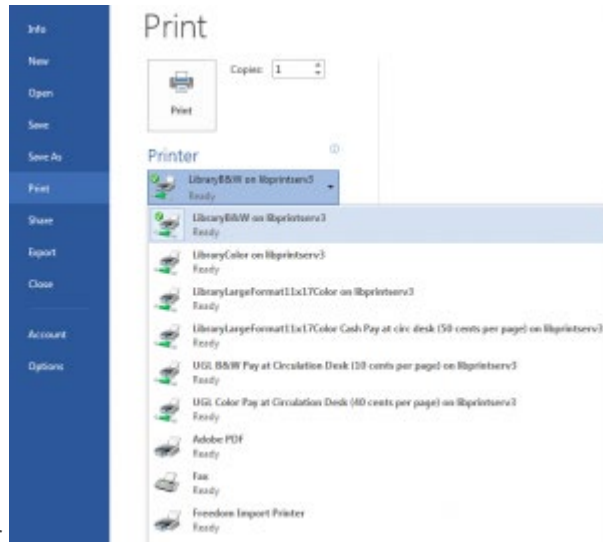 Print
Info
New
Open
Save
Save As
Print
Share
Export
Close
Account
Options
Copies: 1
Print
Printer
LibraryB&W on libprintserv3
Ready
LibraryB&W on libprintserv3
Ready
LibraryColor on libprintserv3
Ready
LibraryLargeFormat11x17Color on libprintserv3
Ready
LibraryLargeFormat11x17Color Cash Pay at circ desk (50 cents per page) on libprintserv3
Ready
UGL B&W Pay at Circulation Desk (10 cents per page) on libprintserv3
Ready
UGL Color Pay at Circulation Desk (40 cents per page) on libprintserv3
Ready
Adobe PDF
Ready
Fax
Ready
Freedom Import Printer
Ready